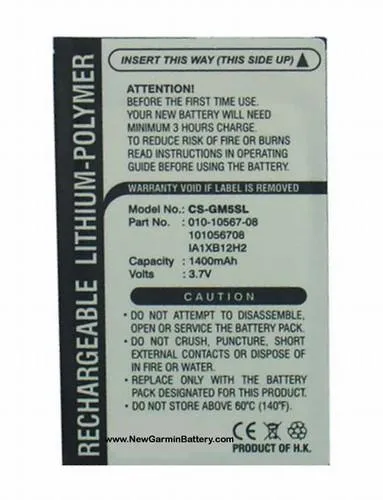 RECHARGEABLE LITHIUM-POLYMER
INSERT THIS WAY (THIS SIDE UP)
ATTENTION!
BEFORE THE FIRST TIME USE.
YOUR NEW BATTERY WILL NEED
MINIMUM 3 HOURS CHARGE.
TO REDUCE RISK OF FIRE OR BURNS
READ INSTRUCTIONS IN OPERATING
GUIDE BEFORE USING THE BATTERY.
WARRANTY VOID IF LABEL IS REMOVED
Model No.: CS-GM5SL
Part No. : 010-10567-08
101056708
IA1XB12H2
Capacity : 1400mAh
Volts : 3.7V
CAUTION
• DO NOT ATTEMPT TO DISASSEMBLE,
OPEN OR SERVICE THE BATTERY PACK.
• DO NOT CRUSH, PUNCTURE, SHORT
EXTERNAL CONTACTS OR DISPOSE OF
IN FIRE OR WATER.
• REPLACE ONLY WITH THE BATTERY
PACK DESIGNATED FOR THIS PRODUCT.
• DO NOT STORE ABOVE 60℃ (140℉).
CE
PRODUCT OF H.K.
www.NewGarminBattery.com